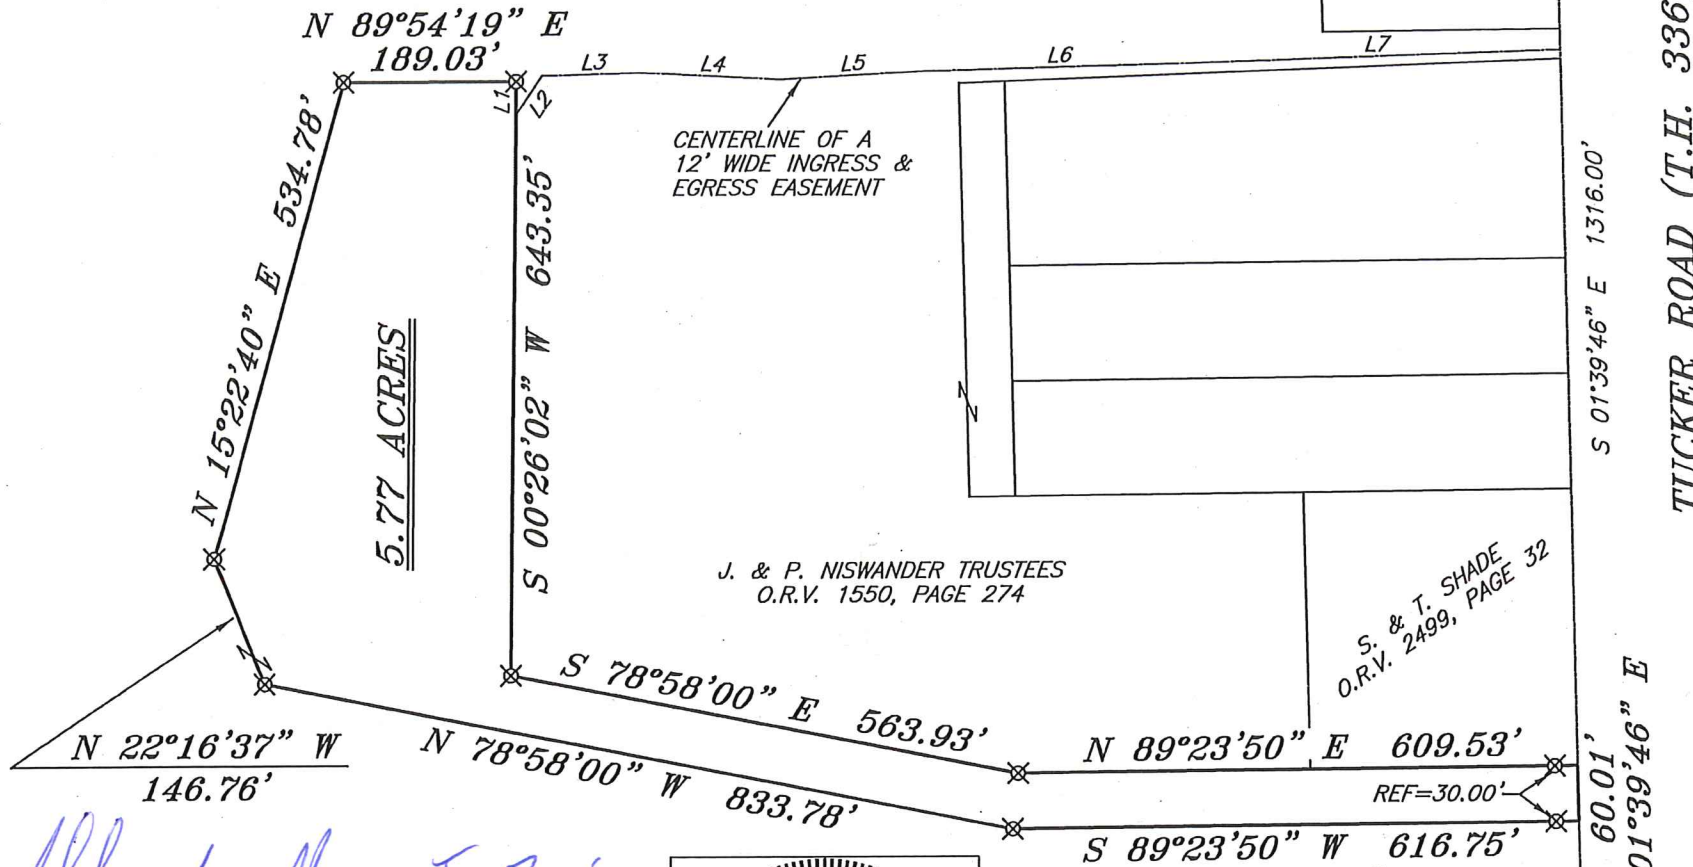 N 89°54'19" E
189.03'
L1
L2
L3
L4
L5
L6
L7
CENTERLINE OF A
12' WIDE INGRESS &
EGRESS EASEMENT
N 15°22'40" E 534.78'
5.77 ACRES
S 00°26'02" W 643.35'
S 01°39'46" E 1316.00'
TUCKER ROAD (T.H. 336
J. & P. NISWANDER TRUSTEES
O.R.V. 1550, PAGE 274
S. & T. SHADE
O.R.V. 2499, PAGE 32
N 22°16'37" W
146.76'
S 78°58'00" E 563.93'
N 78°58'00" W 833.78'
N 89°23'50" E 609.53'
REF=30.00'
S 89°23'50" W 616.75'
60.01'
01°39'46" E